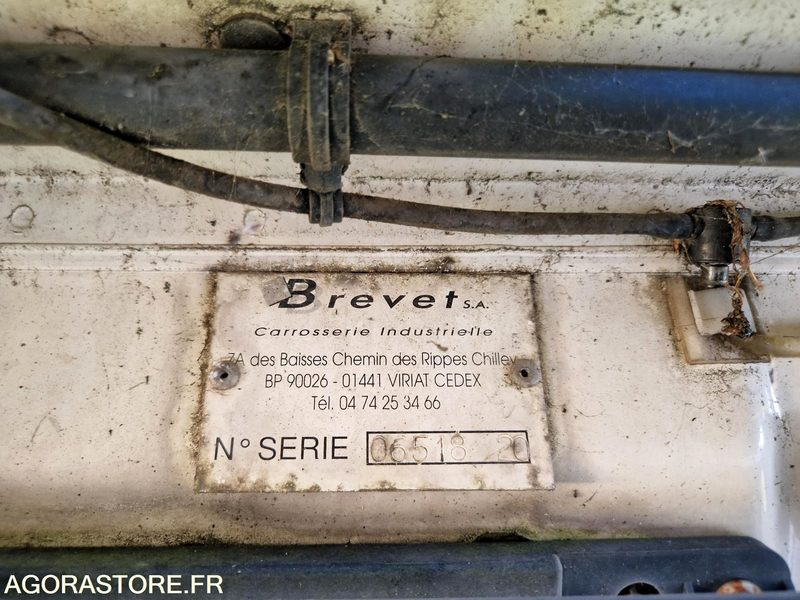 Brevet S.A.
Carrosserie Industrielle
ZA des Baisses Chemin des Rippes Chilley
BP 90026 - 01441 VIRIAT CEDEX
Tél. 04 74 25 34 66
N° SERIE 06518 20
AGORASTORE.FR